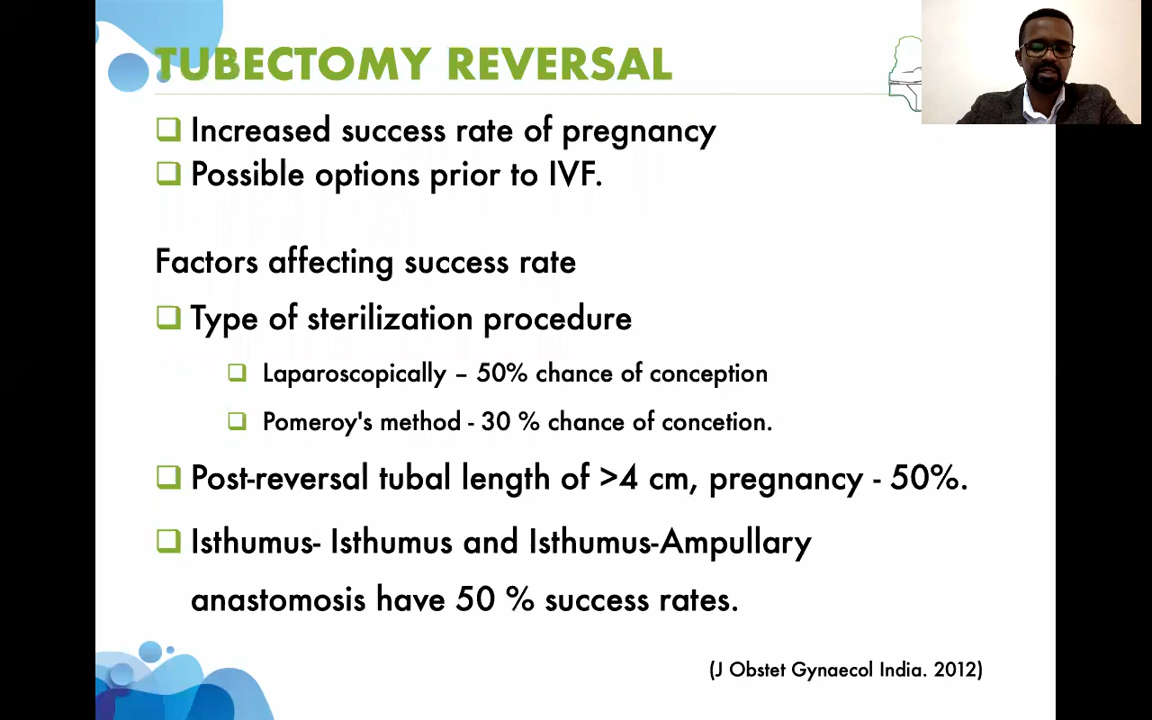 TUBECTOMY REVERSAL
❑ Increased success rate of pregnancy
❑ Possible options prior to IVF.
Factors affecting success rate
❑ Type of sterilization procedure
❑ Laparoscopically – 50% chance of conception
❑ Pomeroy's method - 30 % chance of concetion.
❑ Post-reversal tubal length of >4 cm, pregnancy - 50%.
❑ Isthumus- Isthumus and Isthumus-Ampullary
anastomosis have 50 % success rates.
(J Obstet Gynaecol India. 2012)